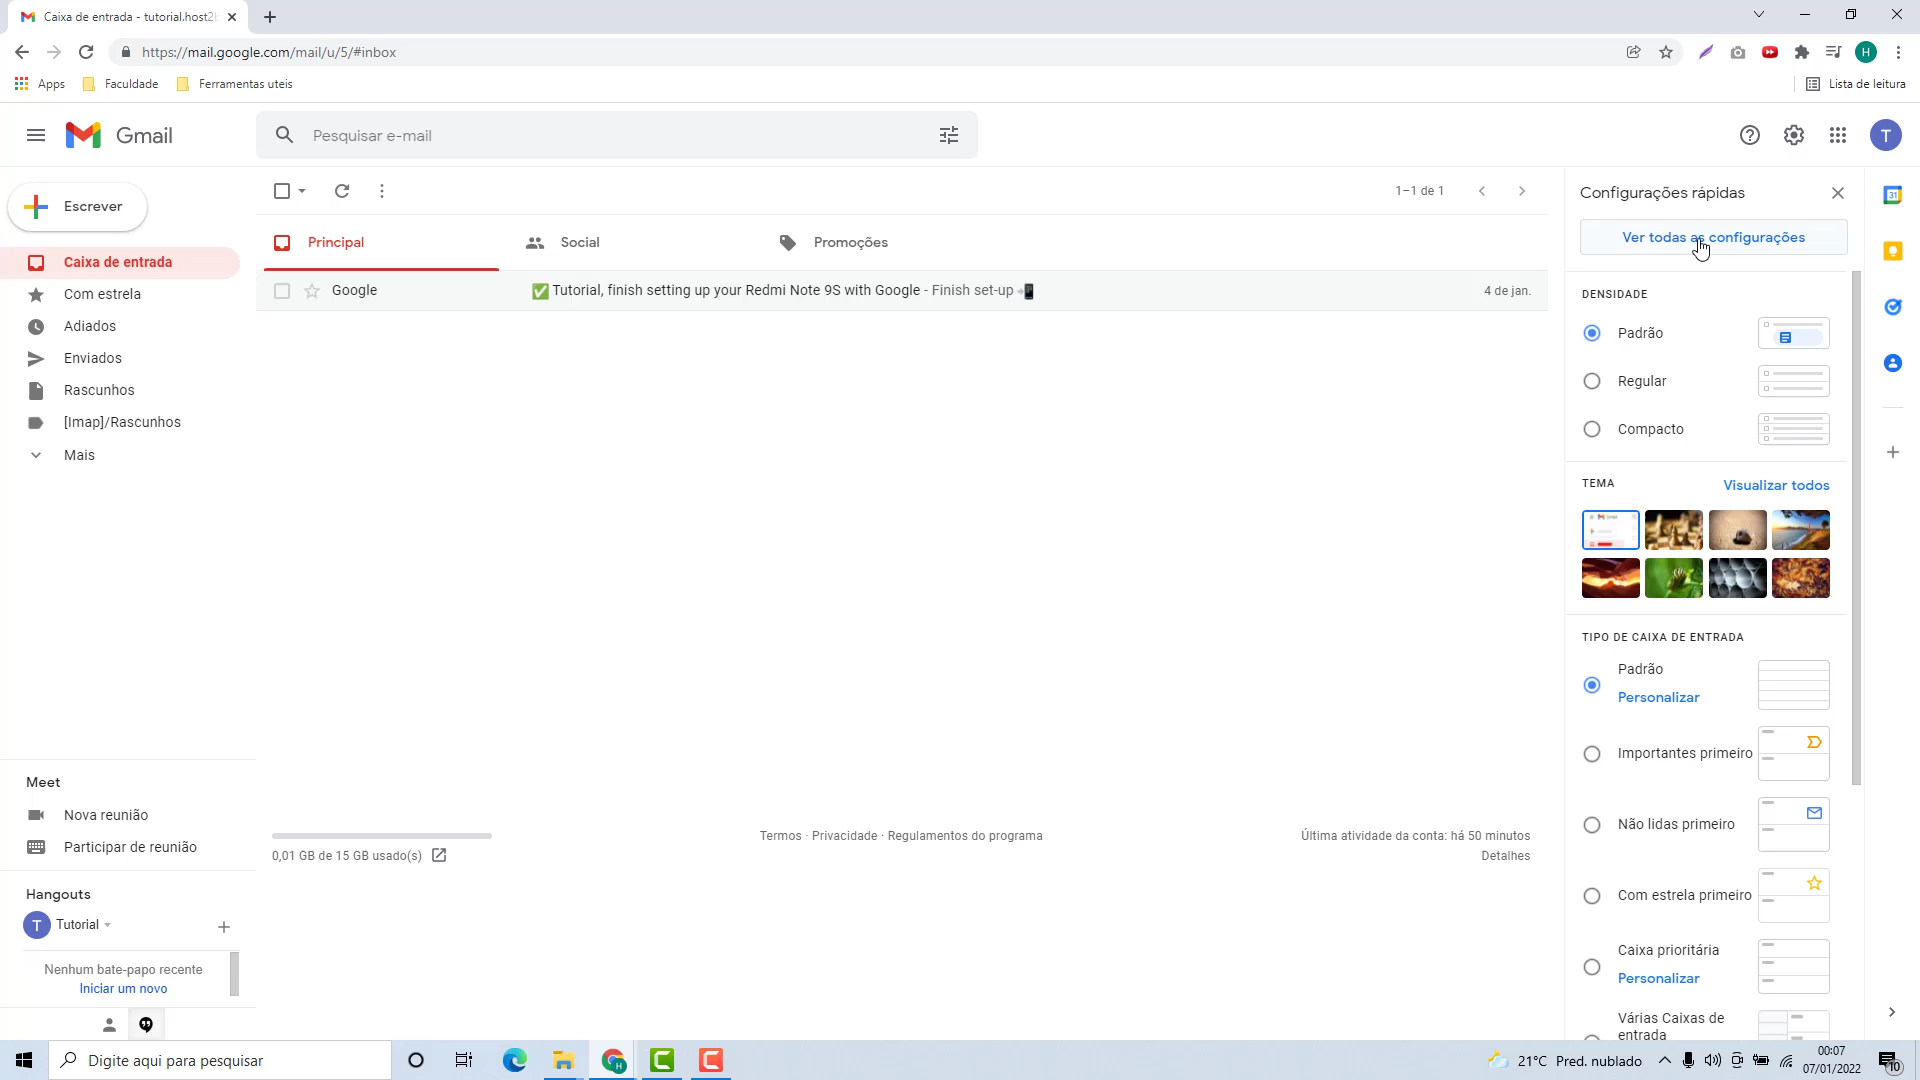 Caixa de entrada - tutorial.host2b
https://mail.google.com/mail/u/5/#inbox
H
Apps
Faculdade
Ferramentas uteis
Lista de leitura
Gmail
Pesquisar e-mail
T
Escrever
1–1 de 1
Configurações rápidas
Ver todas as configurações
31
Caixa de entrada
Com estrela
Adiados
Enviados
Rascunhos
[Imap]/Rascunhos
Mais
Principal
Social
Promoções
Google
✅ Tutorial, finish setting up your Redmi Note 9S with Google - Finish set-up 📲
4 de jan.
DENSIDADE
Padrão
Regular
Compacto
TEMA
Visualizar todos
TIPO DE CAIXA DE ENTRADA
Padrão
Personalizar
Importantes primeiro
Não lidas primeiro
Com estrela primeiro
Caixa prioritária
Personalizar
Várias Caixas de
entrada
Meet
Nova reunião
Participar de reunião
Hangouts
T
Tutorial
Nenhum bate-papo recente
Iniciar um novo
0,01 GB de 15 GB usado(s)
Termos · Privacidade · Regulamentos do programa
Última atividade da conta: há 50 minutos
Detalhes
Digite aqui para pesquisar
21°C Pred. nublado
00:07
07/01/2022
10